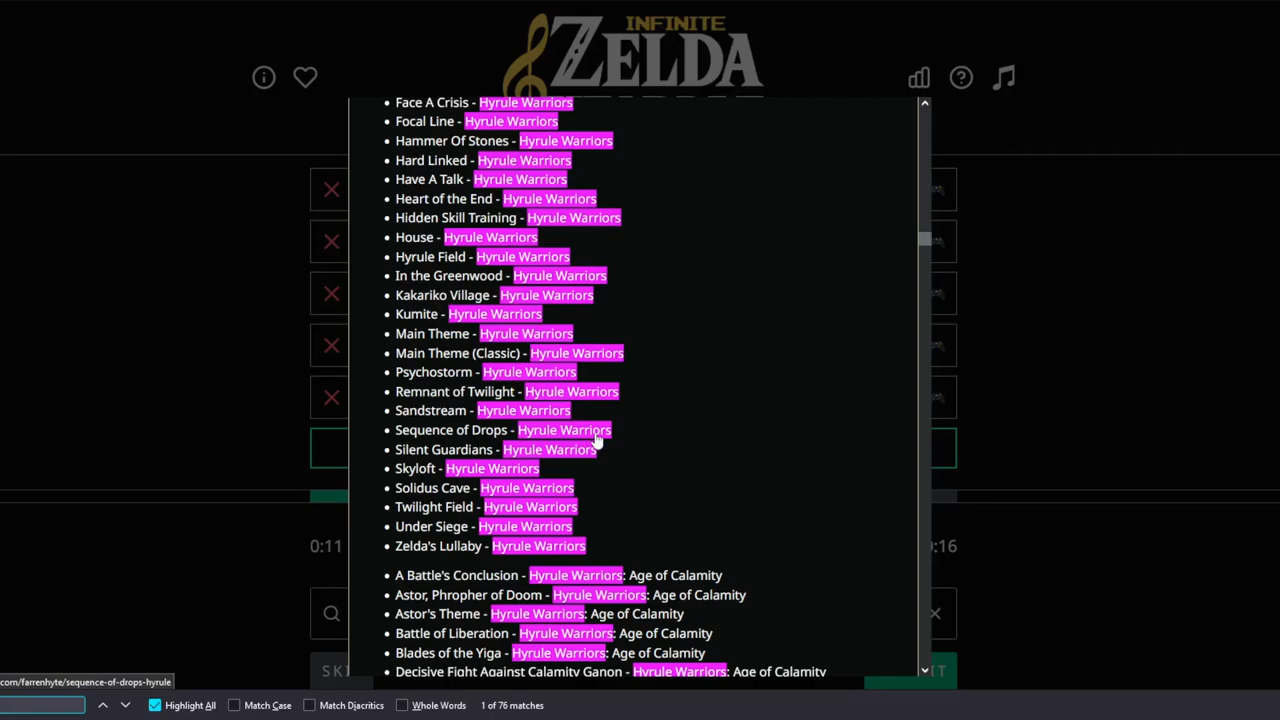 INFINITE
ZELDA
Face A Crisis - Hyrule Warriors
Focal Line - Hyrule Warriors
Hammer Of Stones - Hyrule Warriors
Hard Linked - Hyrule Warriors
Have A Talk - Hyrule Warriors
Heart of the End - Hyrule Warriors
Hidden Skill Training - Hyrule Warriors
House - Hyrule Warriors
Hyrule Field - Hyrule Warriors
In the Greenwood - Hyrule Warriors
Kakariko Village - Hyrule Warriors
Kumite - Hyrule Warriors
Main Theme - Hyrule Warriors
Main Theme (Classic) - Hyrule Warriors
Psychostorm - Hyrule Warriors
Remnant of Twilight - Hyrule Warriors
Sandstream - Hyrule Warriors
Sequence of Drops - Hyrule Warriors
Silent Guardians - Hyrule Warriors
Skyloft - Hyrule Warriors
Solidus Cave - Hyrule Warriors
Twilight Field - Hyrule Warriors
Under Siege - Hyrule Warriors
Zelda's Lullaby - Hyrule Warriors
0:11
0:16
A Battle's Conclusion - Hyrule Warriors: Age of Calamity
Astor, Phropher of Doom - Hyrule Warriors: Age of Calamity
Astor's Theme - Hyrule Warriors: Age of Calamity
Battle of Liberation - Hyrule Warriors: Age of Calamity
Blades of the Yiga - Hyrule Warriors: Age of Calamity
Decisive Fight Against Calamity Ganon - Hyrule Warriors: Age of Calamity
SK
IT
com/farrenhyte/sequence-of-drops-hyrule
Highlight All Match Case Match Diacritics Whole Words 1 of 76 matches